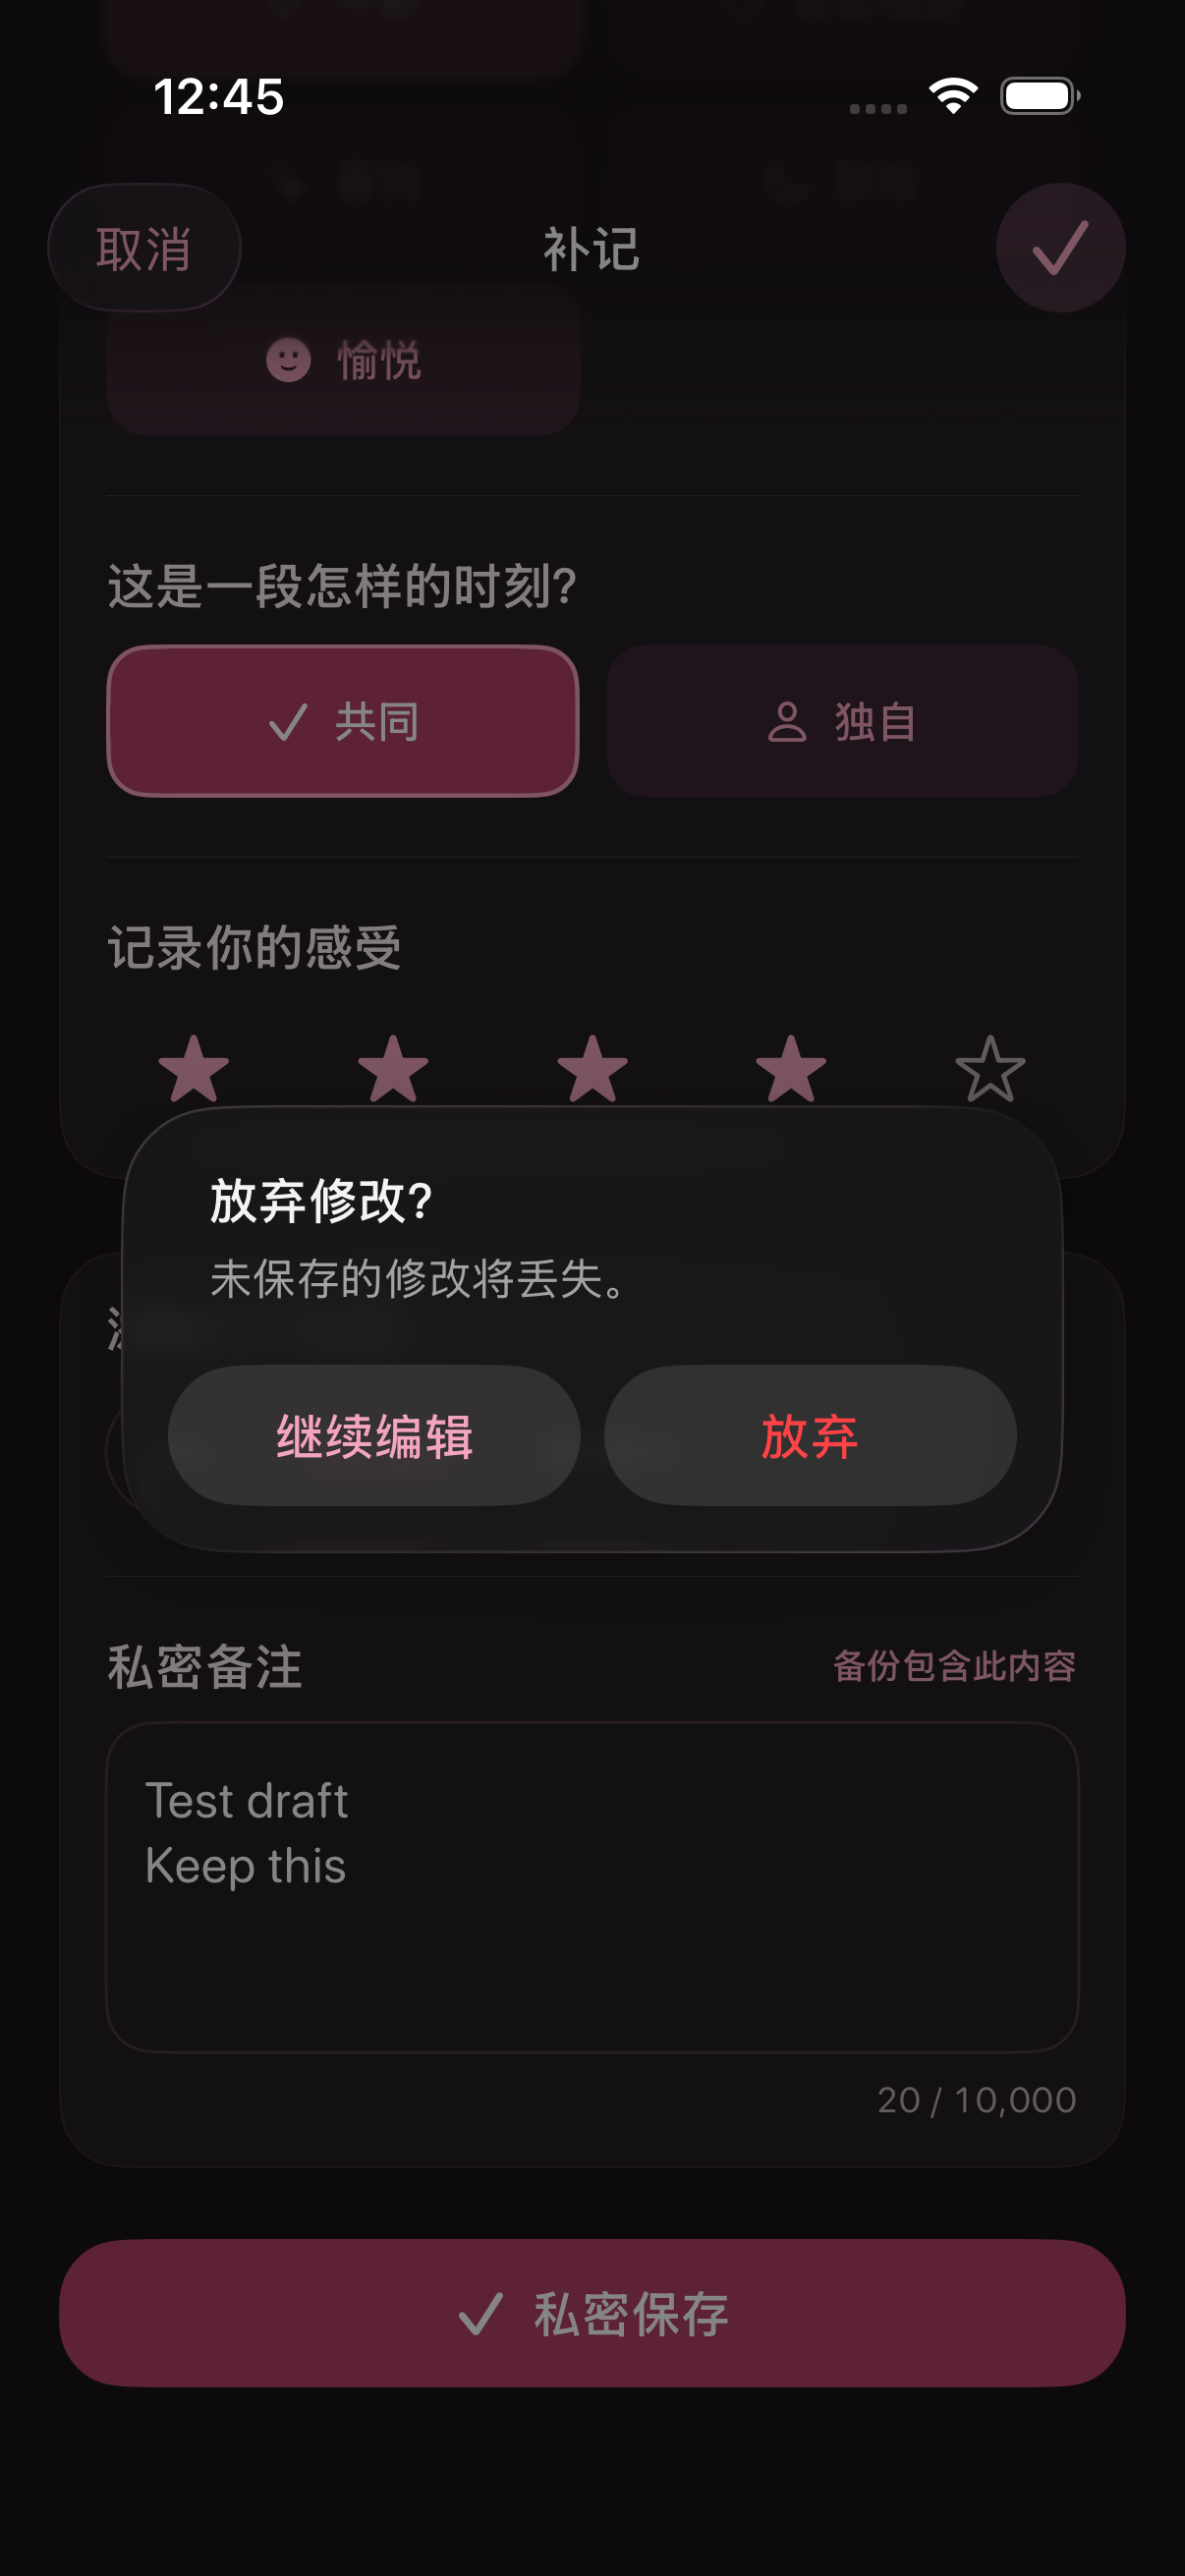 12:45
取消
补记
愉悦
这是一段怎样的时刻?
共同
独自
记录你的感受
放弃修改?
未保存的修改将丢失。
继续编辑
放弃
私密备注
备份包含此内容
Test draft
Keep this
20 / 10,000
私密保存